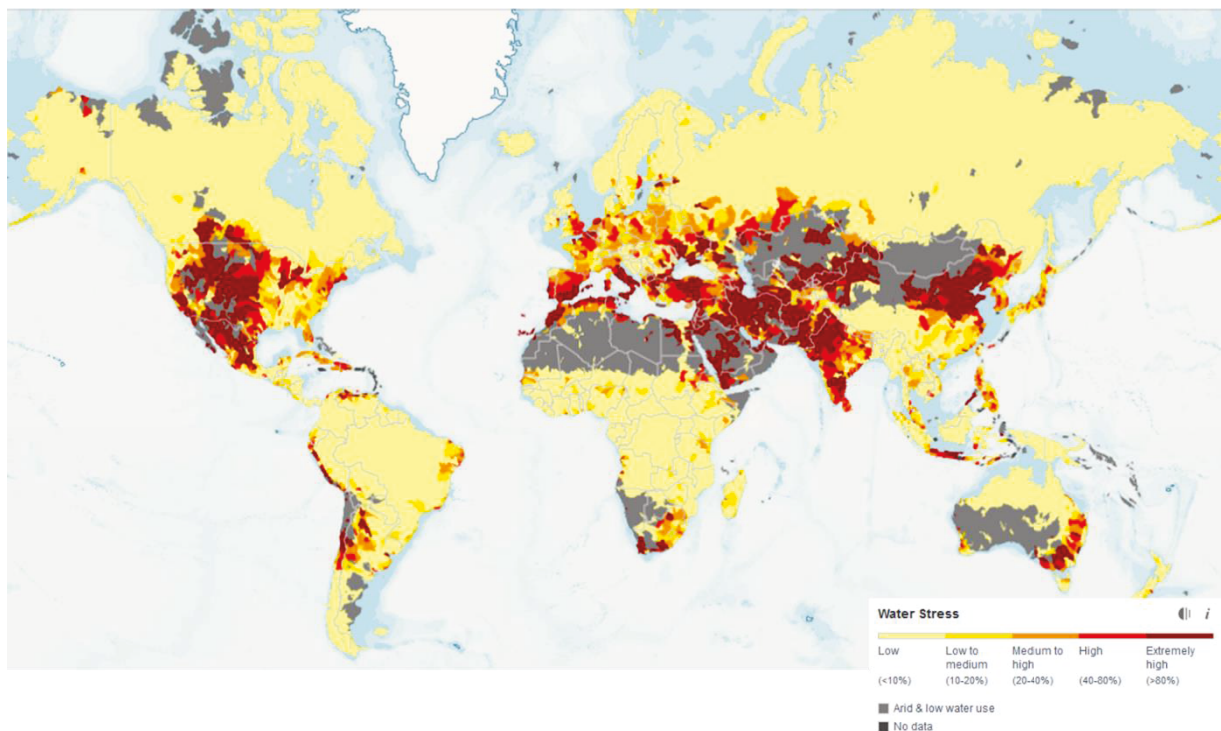 Water Stress
Low Low to medium Medium to high High Extremely high
(<10%) (10-20%) (20-40%) (40-80%) (>80%)
Arid & low water use
No data